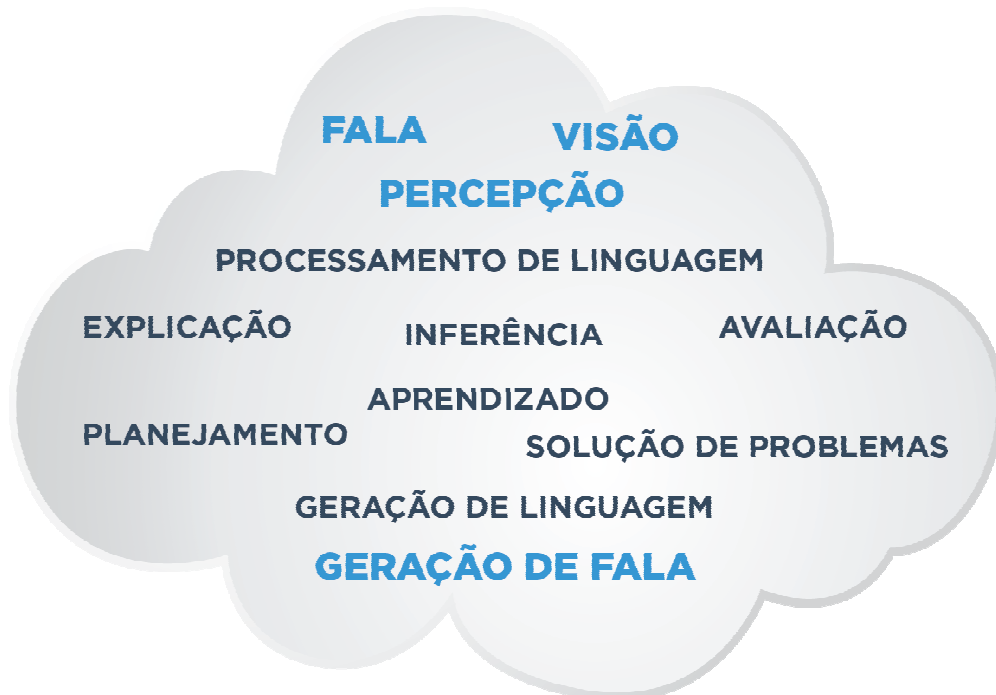 FALA VISÃO
PERCEPÇÃO
PROCESSAMENTO DE LINGUAGEM
EXPLICAÇÃO INFERÊNCIA AVALIAÇÃO
APRENDIZADO
PLANEJAMENTO SOLUÇÃO DE PROBLEMAS
GERAÇÃO DE LINGUAGEM
GERAÇÃO DE FALA